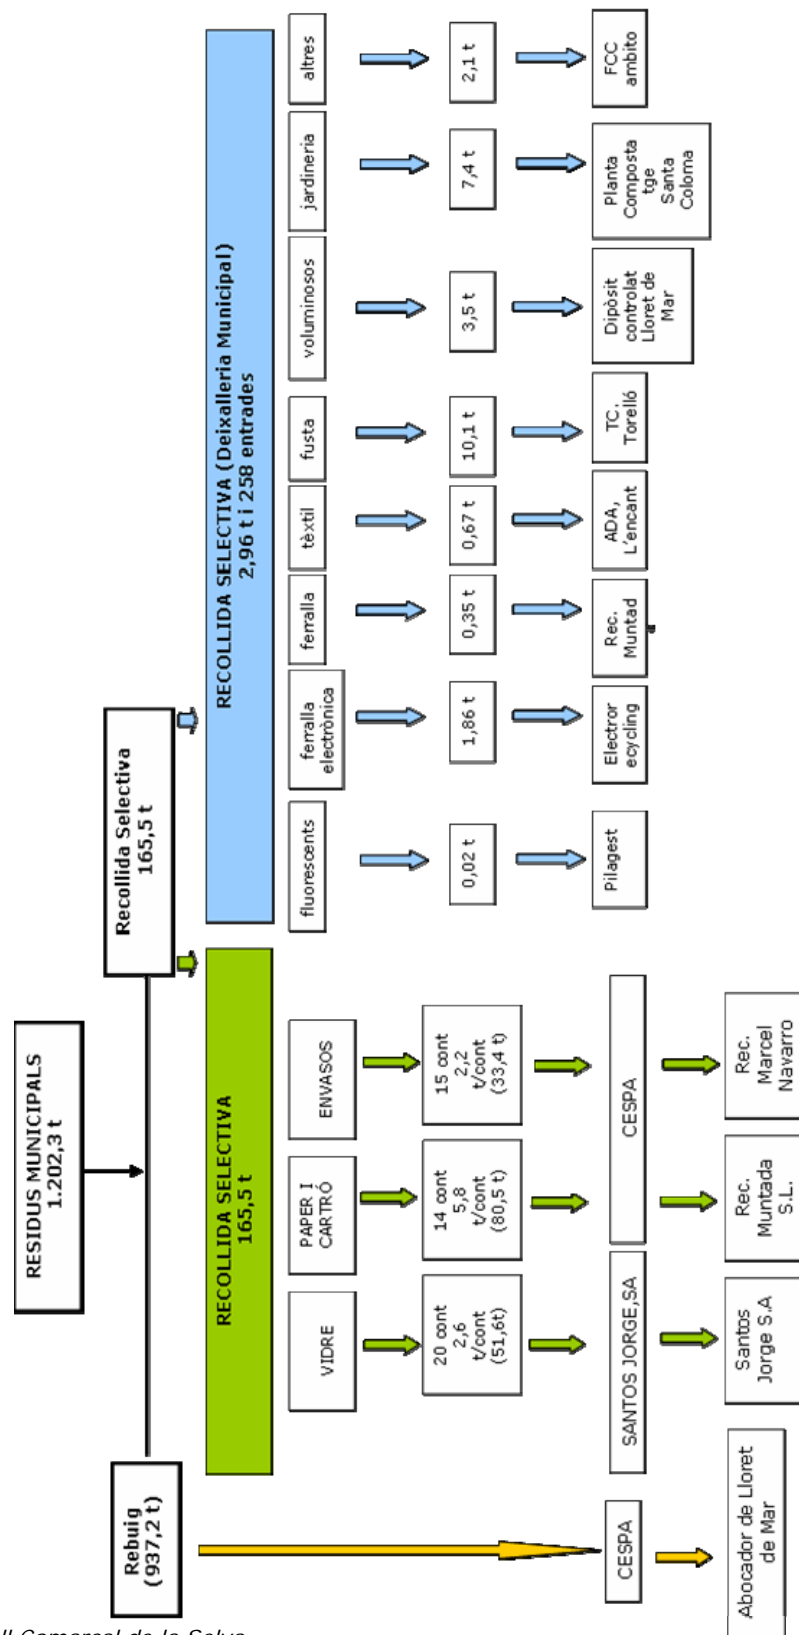 RESIDUS MUNICIPALS
1.202,3 t
Rebuig
(937,2 t)
Recollida Selectiva
165,5 t
RECOLLIDA SELECTIVA
165,5 t
RECOLLIDA SELECTIVA (Deixalleria Municipal)
2,96 t i 258 entrades
VIDRE
PAPER I
CARTRÓ
ENVASOS
fluorescents
ferralla
electrònica
ferralla
tèxtil
fusta
voluminosos
jardineria
altres
20 cont
2,6
t/cont
(51,6t)
14 cont
5,8
t/cont
(80,5 t)
15 cont
2,2
t/cont
(33,4 t)
0,02 t
1,86 t
0,35 t
0,67 t
10,1 t
3,5 t
7,4 t
2,1 t
CESPA
SANTOS JORGE,SA
CESPA
Pilagest
Electror
ecycling
Rec.
Muntad
ADA,
L'encant
TC.
Torelló
Dipòsit
controlat
Lloret de
Mar
Planta
Composta
tge
Santa
Coloma
FCC
ambito
Abocador de Lloret
de Mar
Santos
Jorge S.A
Rec.
Muntada
S.L.
Rec.
Marcel
Navarro
Comarcal de la Selva